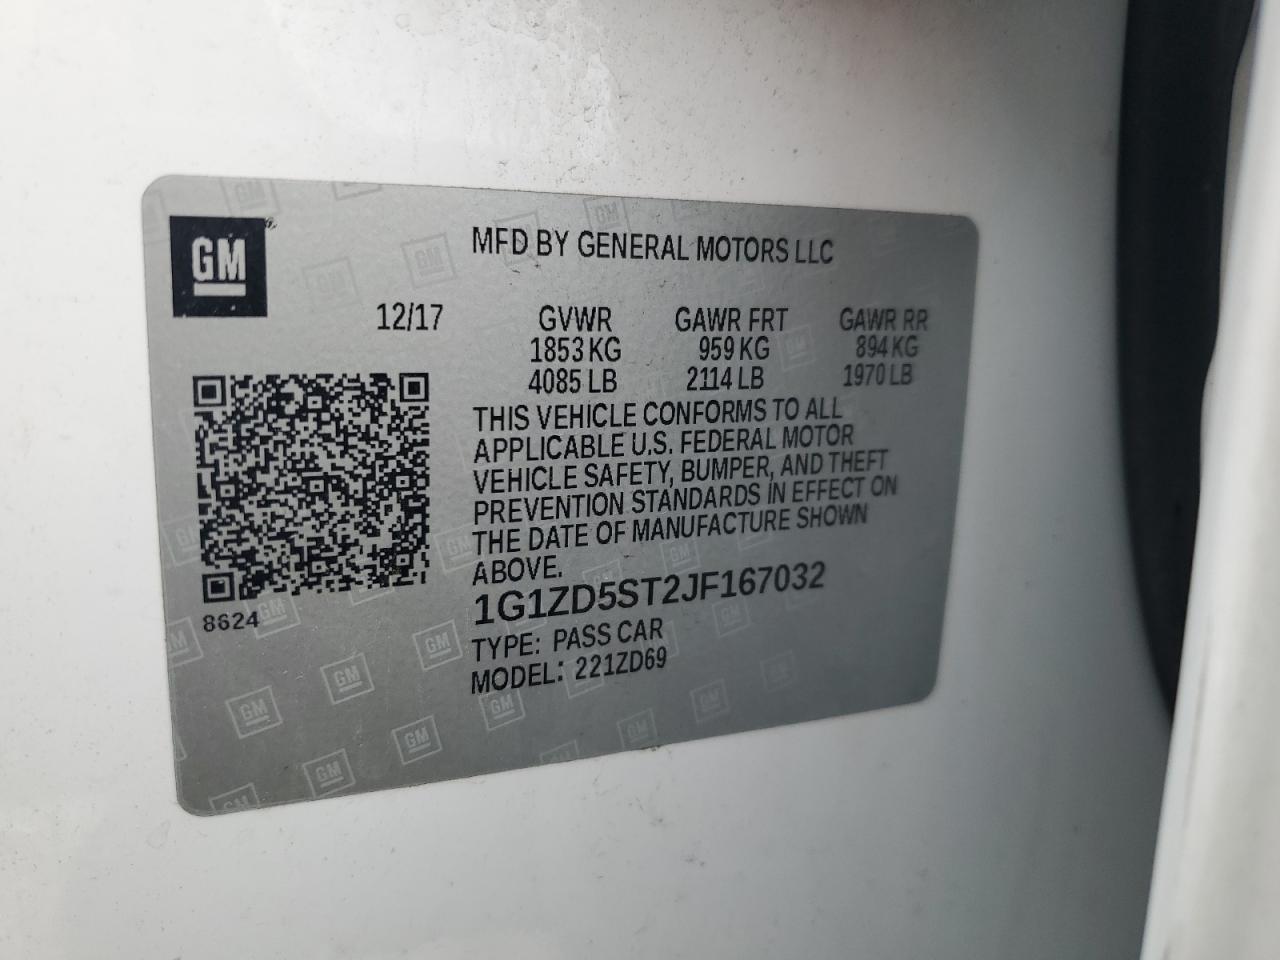 GM
MFD BY GENERAL MOTORS LLC
12/17 GVWR GAWR FRT GAWR RR
1853 KG 959 KG 894 KG
4085 LB 2114 LB 1970 LB
THIS VEHICLE CONFORMS TO ALL
APPLICABLE U.S. FEDERAL MOTOR
VEHICLE SAFETY, BUMPER, AND THEFT
PREVENTION STANDARDS IN EFFECT ON
THE DATE OF MANUFACTURE SHOWN
ABOVE.
8624
1G1ZD5ST2JF167032
TYPE: PASS CAR
MODEL: 221ZD69